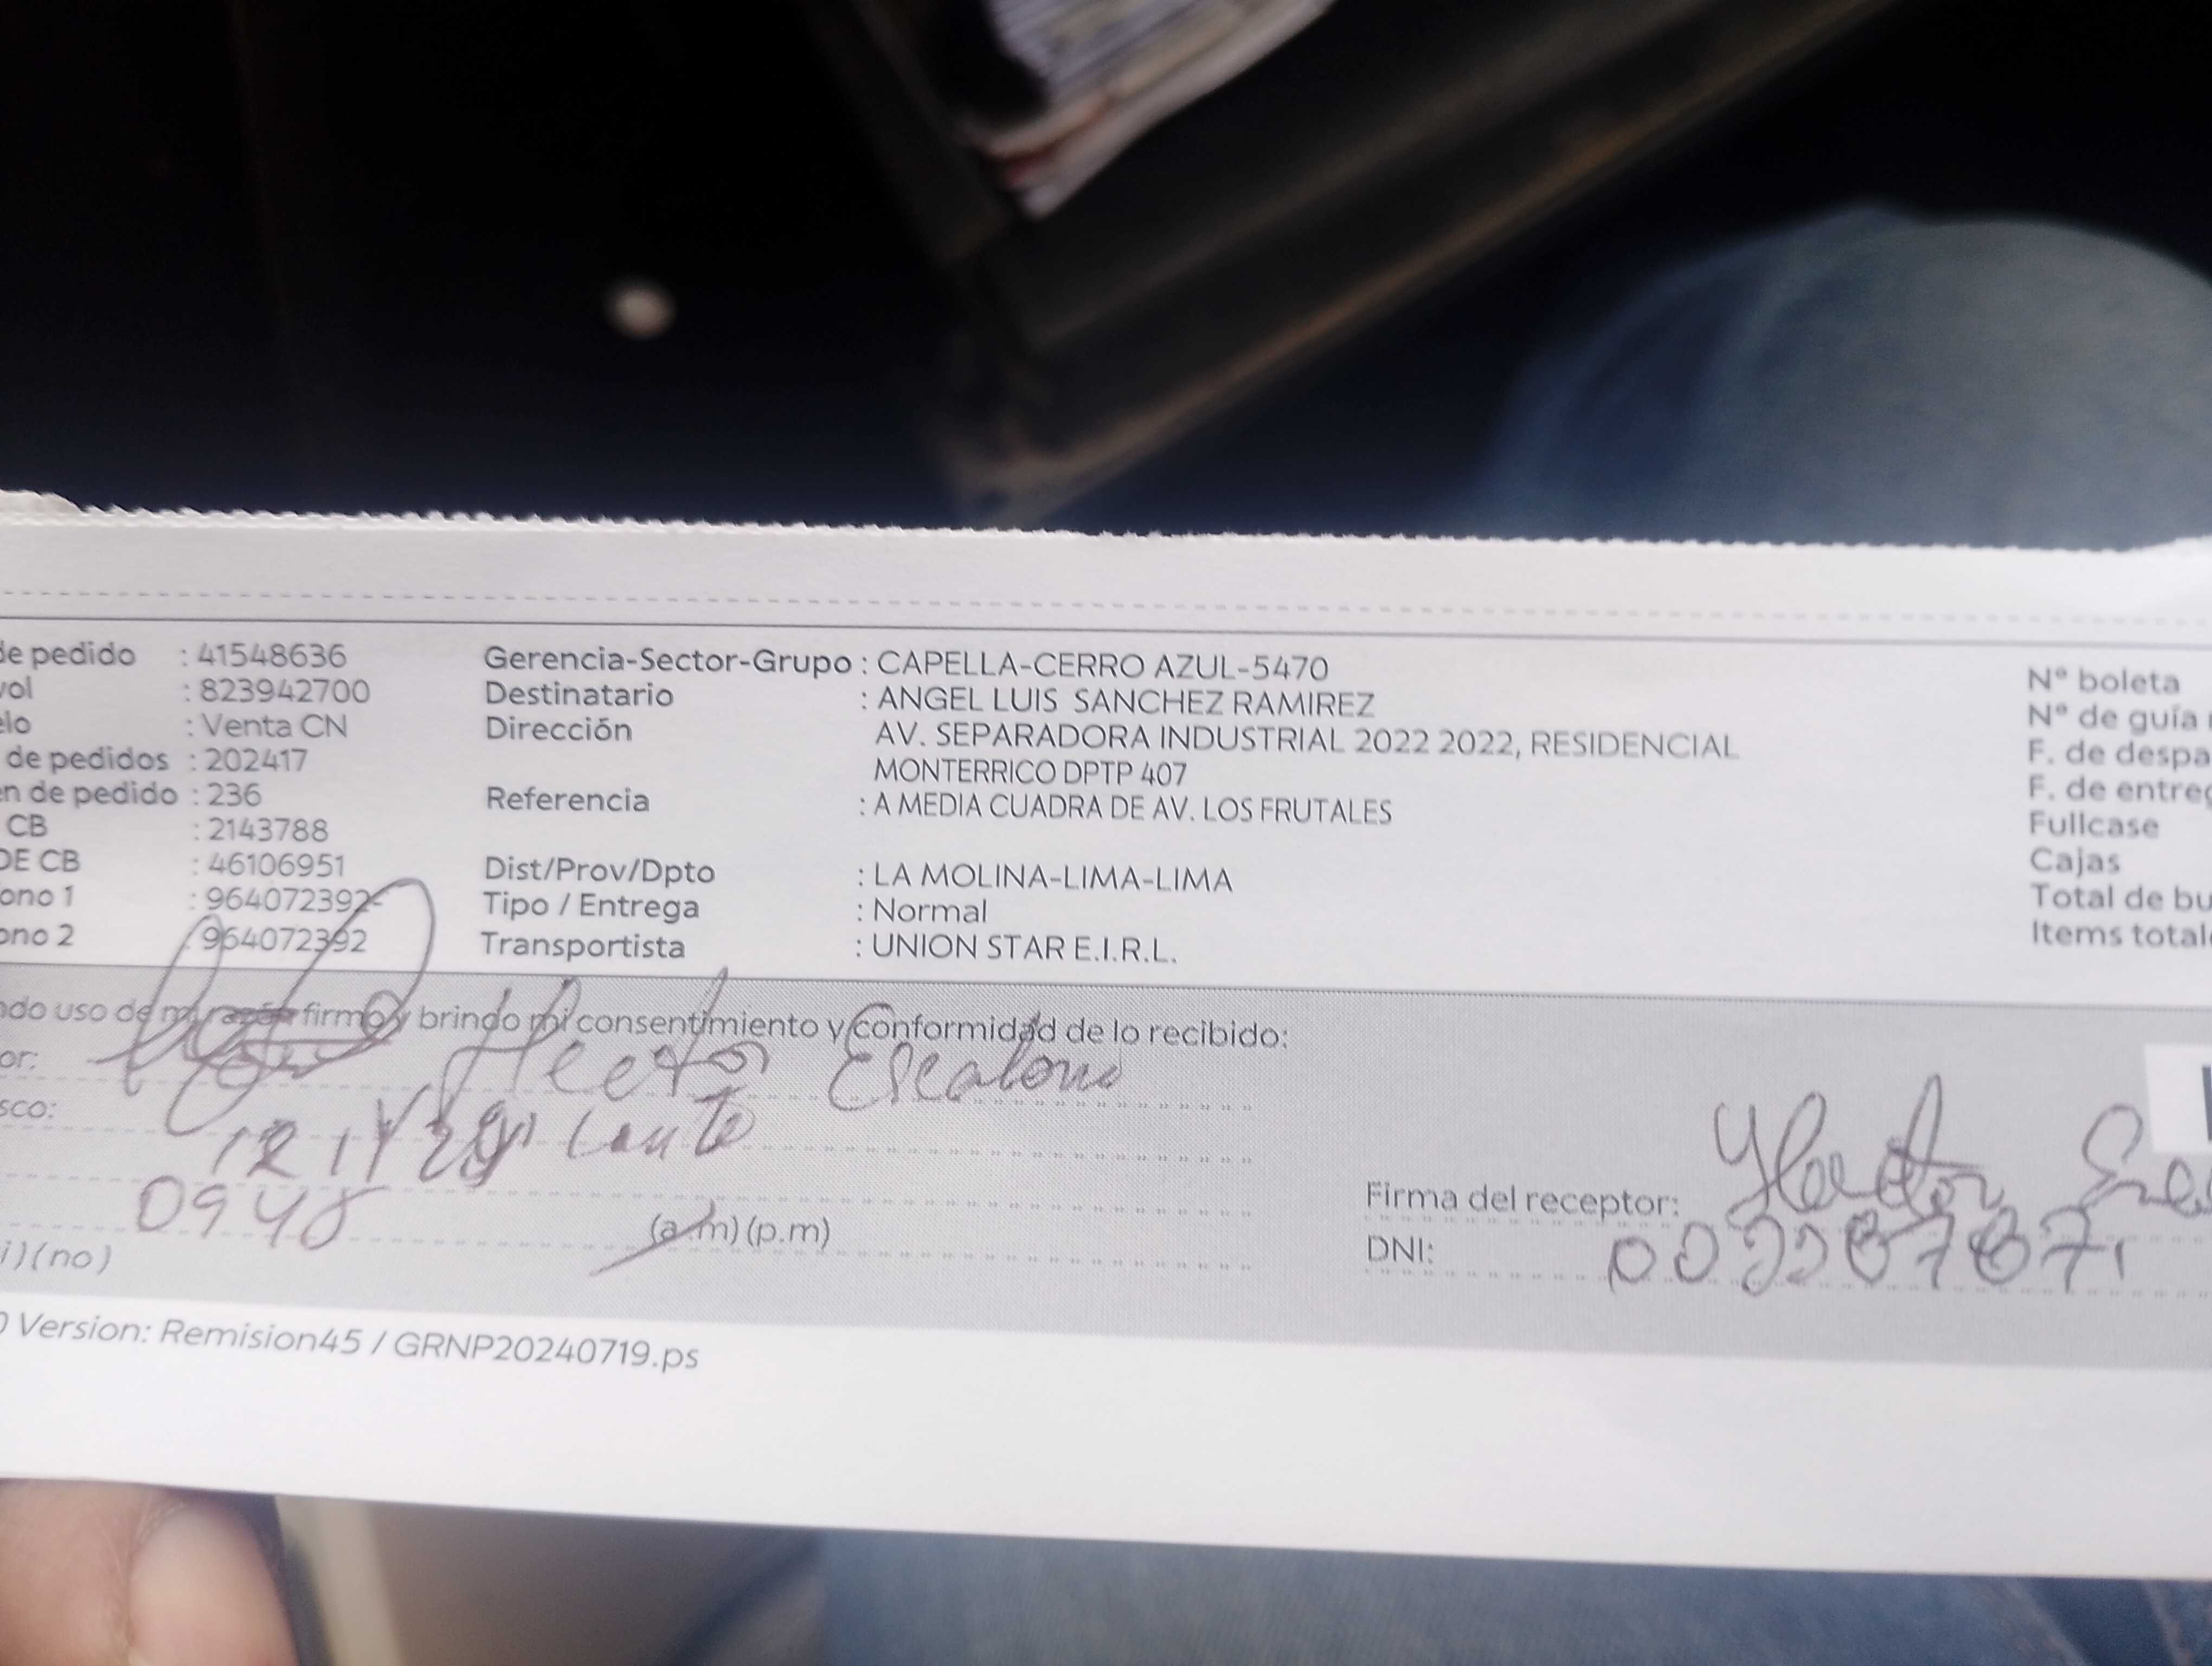 de pedido : 41548636 Gerencia-Sector-Grupo : CAPELLA-CERRO AZUL-5470 N° boleta
vol : 823942700 Destinatario : ANGEL LUIS SANCHEZ RAMIREZ N° de guía
elo : Venta CN Dirección AV. SEPARADORA INDUSTRIAL 2022 2022, RESIDENCIAL F. de despa
de pedidos : 202417 MONTERRICO DPTP 407 F. de entreg
en de pedido : 236 Referencia : A MEDIA CUADRA DE AV. LOS FRUTALES Fullcase
CB : 2143788 Cajas
DE CB : 46106951 Dist/Prov/Dpto : LA MOLINA-LIMA-LIMA Total de bu
ono 1 : 964072392 Tipo / Entrega : Normal Items total
ono 2 : 964072392 Transportista : UNION STAR E.I.R.L.
ndo uso de mi razón firmo y brindo mi consentimiento y conformidad de lo recibido:
or: Hector Escalona
sco:
0948 (a.m) (p.m)
Firma del receptor: Hector
i) (no) DNI:
Version: Remision45 / GRNP20240719.ps